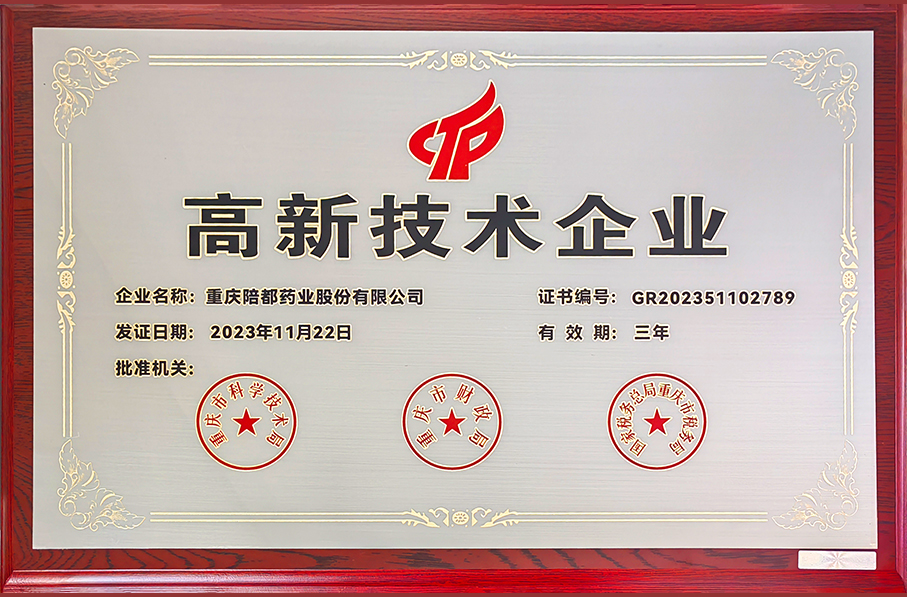 高新技术企业
企业名称：重庆陪都药业股份有限公司
证书编号：GR202351102789
发证日期：2023年11月22日
有 效 期：三年
批准机关：
重庆市科学技术局
重庆市财政局
国家税务总局重庆市税务局